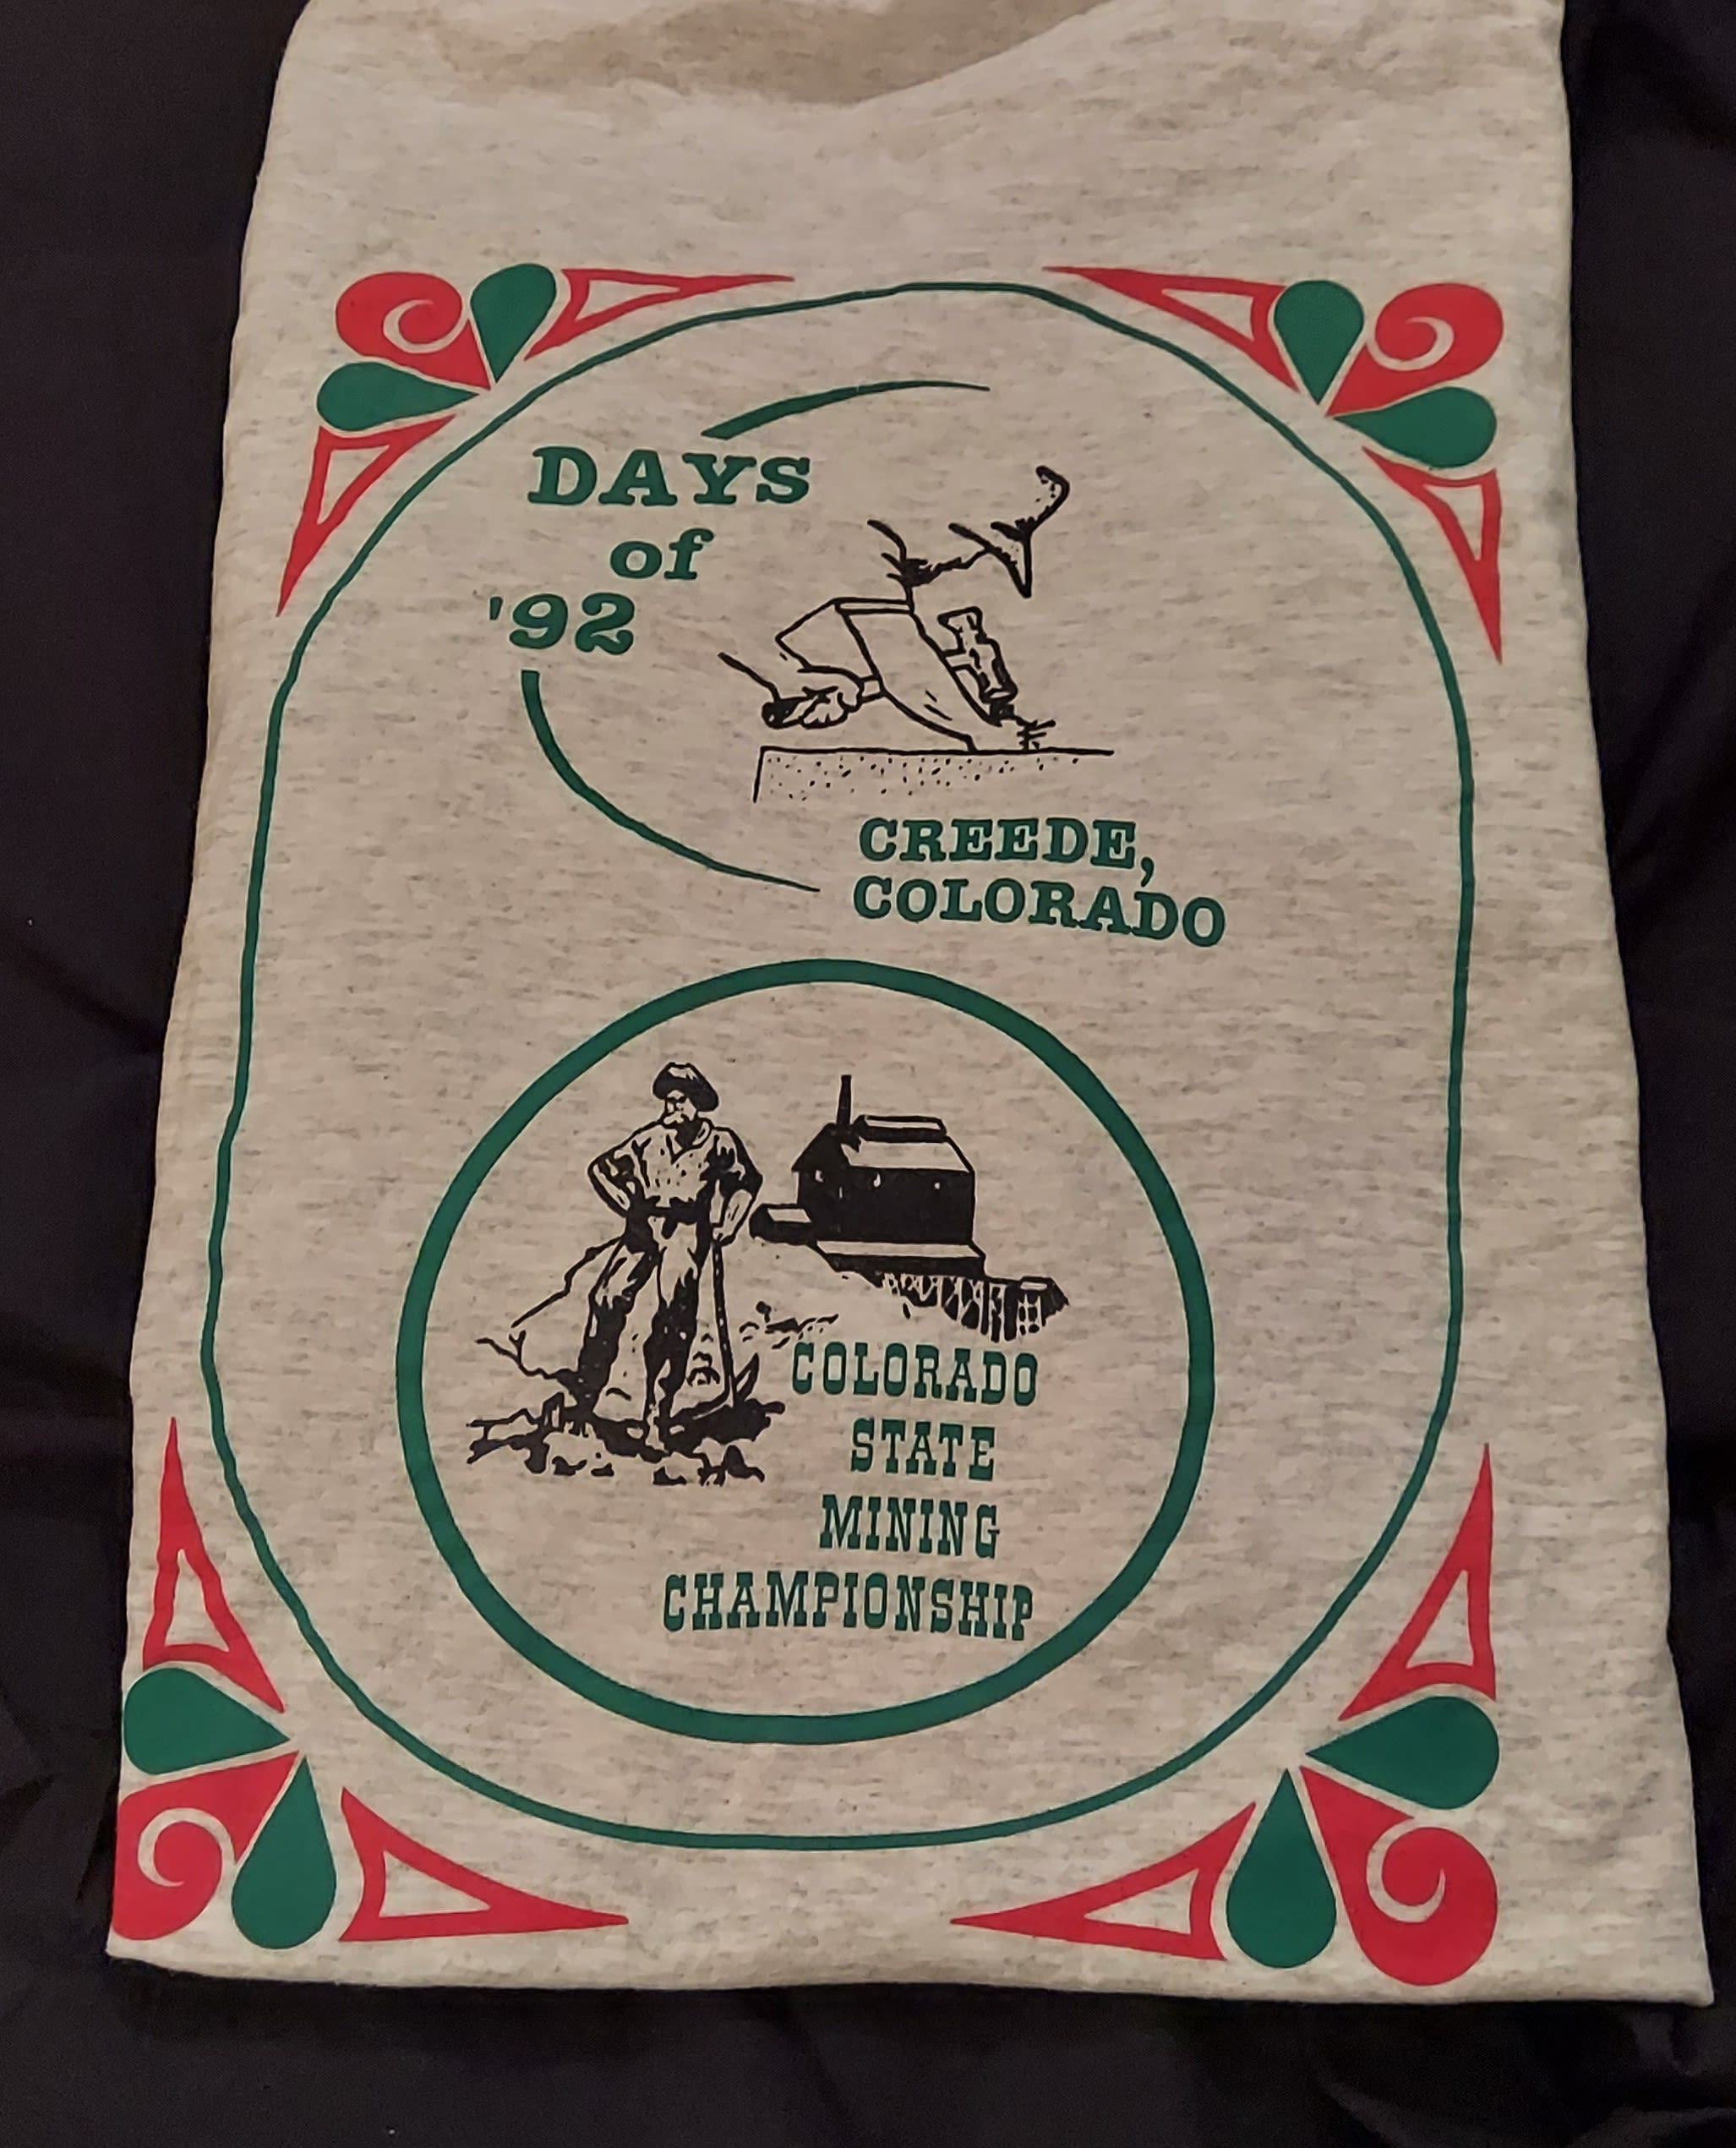 DAYS
of
'92
CREEDE,
COLORADO
COLORADO
STATE
MINING
CHAMPIONSHIP